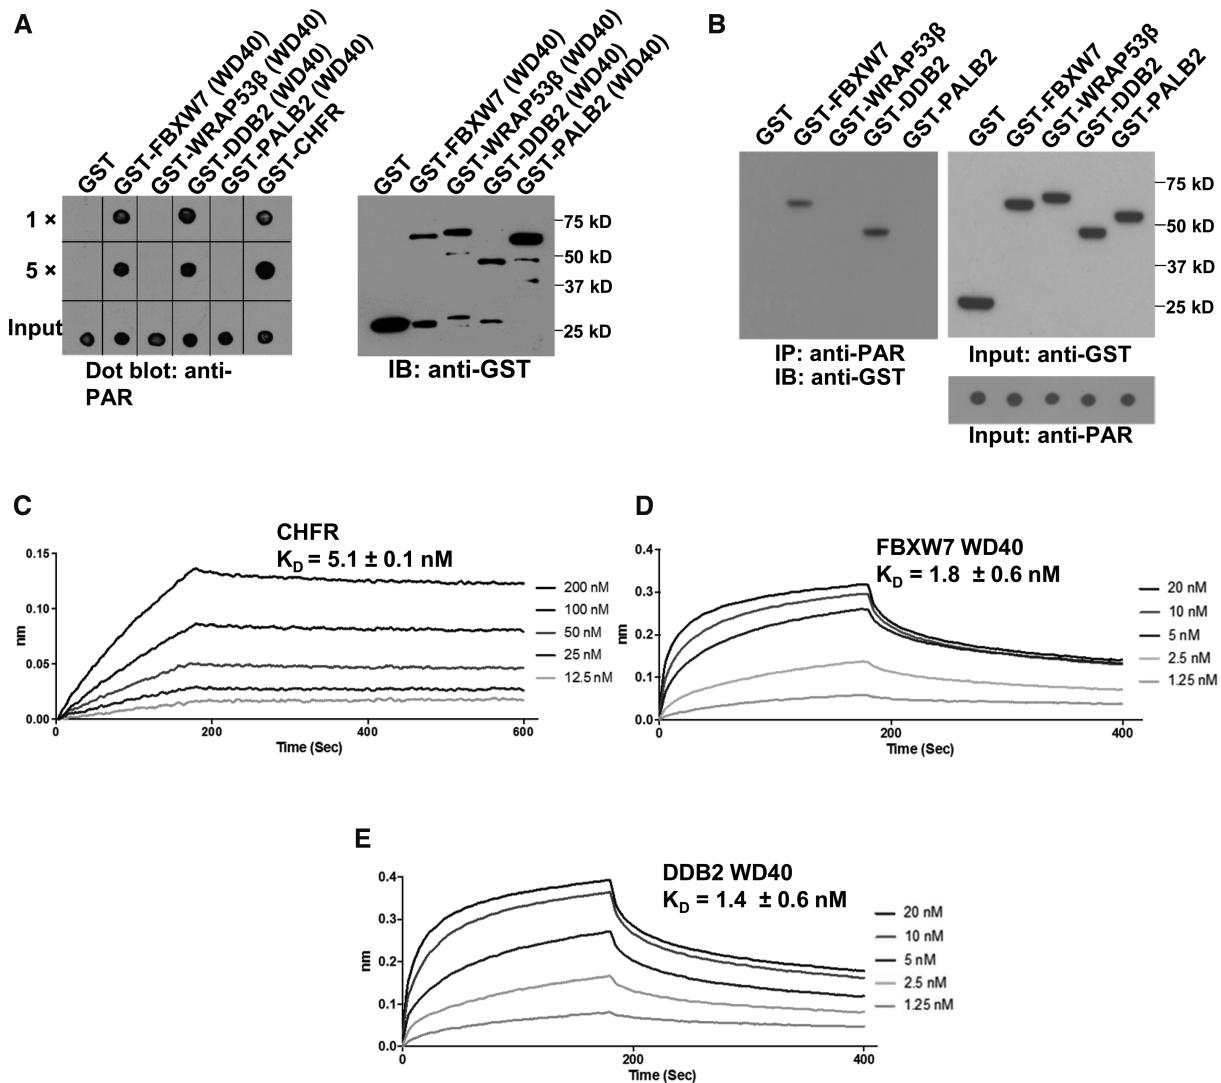 A
GST
GST-FBXW7 (WD40)
GST-WRAP53β (WD40)
GST-DDB2 (WD40)
GST-PALB2 (WD40)
GST-CHFR
1 ×
5 ×
Input
Dot blot: anti-
PAR
GST
GST-FBXW7 (WD40)
GST-WRAP53β (WD40)
GST-DDB2 (WD40)
GST-PALB2 (WD40)
75 kD
50 kD
37 kD
25 kD
IB: anti-GST
B
GST
GST-FBXW7
GST-WRAP53β
GST-DDB2
GST-PALB2
IP: anti-PAR
IB: anti-GST
GST
GST-FBXW7
GST-WRAP53β
GST-DDB2
GST-PALB2
75 kD
50 kD
37 kD
25 kD
Input: anti-GST
Input: anti-PAR
C
CHFR
KD = 5.1 ± 0.1 nM
nm
0.15
0.10
0.05
0.00
0
200
400
600
Time (Sec)
200 nM
100 nM
50 nM
25 nM
12.5 nM
D
FBXW7 WD40
KD = 1.8 ± 0.6 nM
nm
0.4
0.3
0.2
0.1
0.0
0
200
400
Time (Sec)
20 nM
10 nM
5 nM
2.5 nM
1.25 nM
E
DDB2 WD40
KD = 1.4 ± 0.6 nM
nm
0.4
0.3
0.2
0.1
0.0
0
200
400
Time (Sec)
20 nM
10 nM
5 nM
2.5 nM
1.25 nM